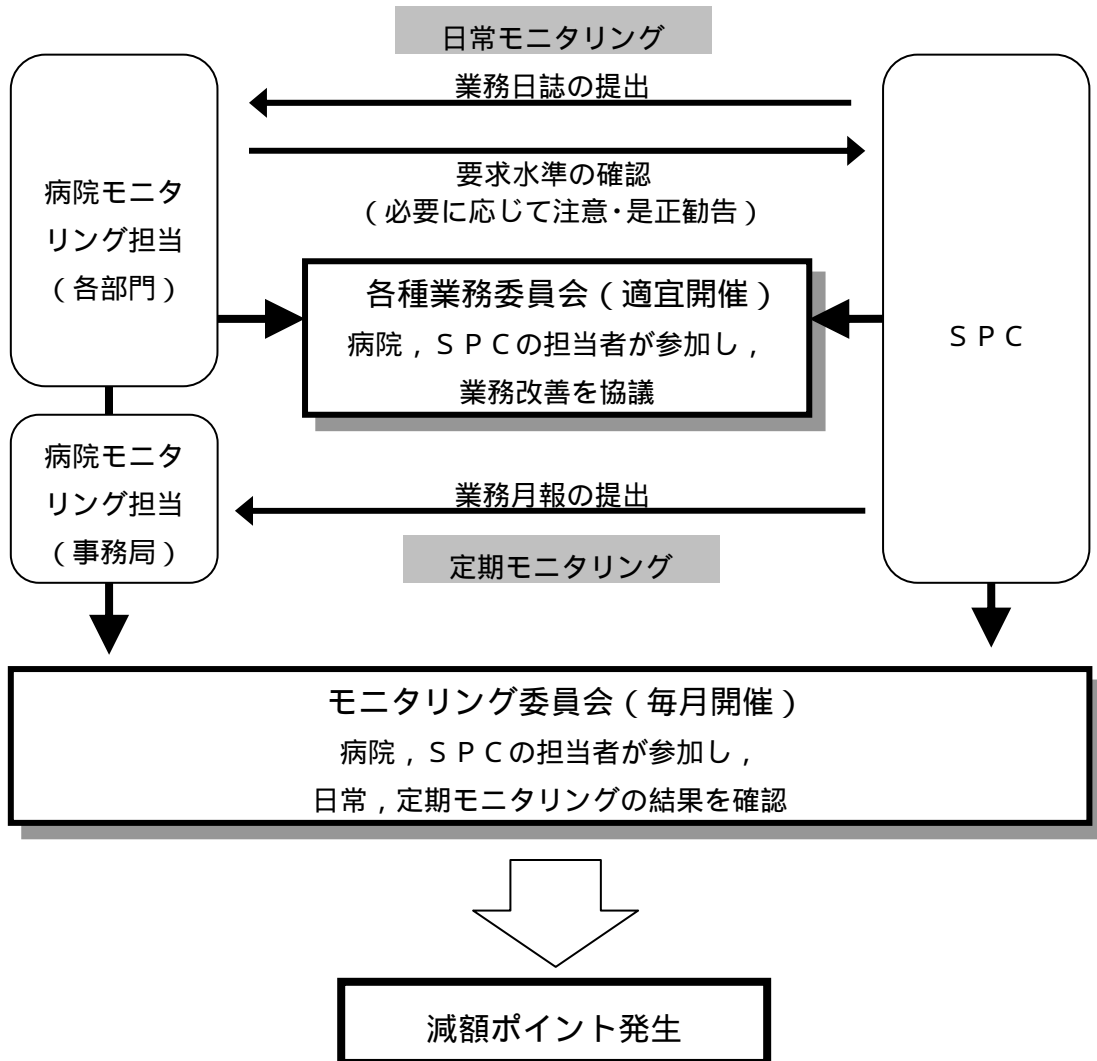 日常モニタリング
業務日誌の提出
要求水準の確認
（必要に応じて注意・是正勧告）
病院モニタ
リング担当
（各部門）
各種業務委員会（適宜開催）
病院，ＳＰＣの担当者が参加し，
業務改善を協議
ＳＰＣ
病院モニタ
リング担当
（事務局）
業務月報の提出
定期モニタリング
モニタリング委員会（毎月開催）
病院，ＳＰＣの担当者が参加し，
日常，定期モニタリングの結果を確認
減額ポイント発生